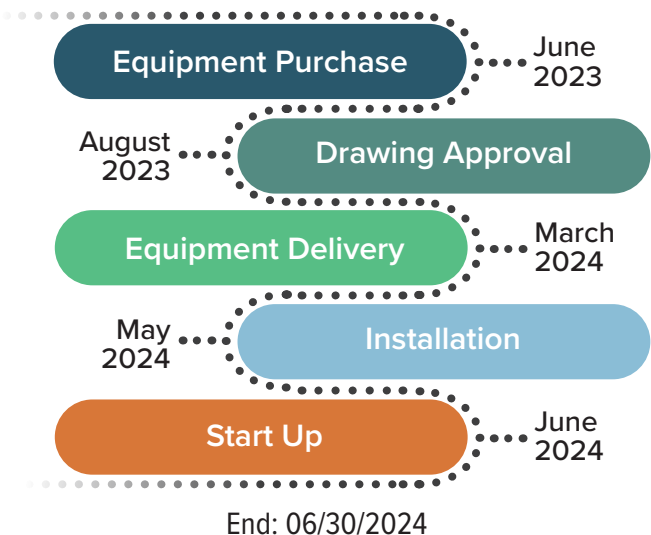 Equipment Purchase
June
2023
August
2023
Drawing Approval
Equipment Delivery
March
2024
May
2024
Installation
Start Up
June
2024
End: 06/30/2024